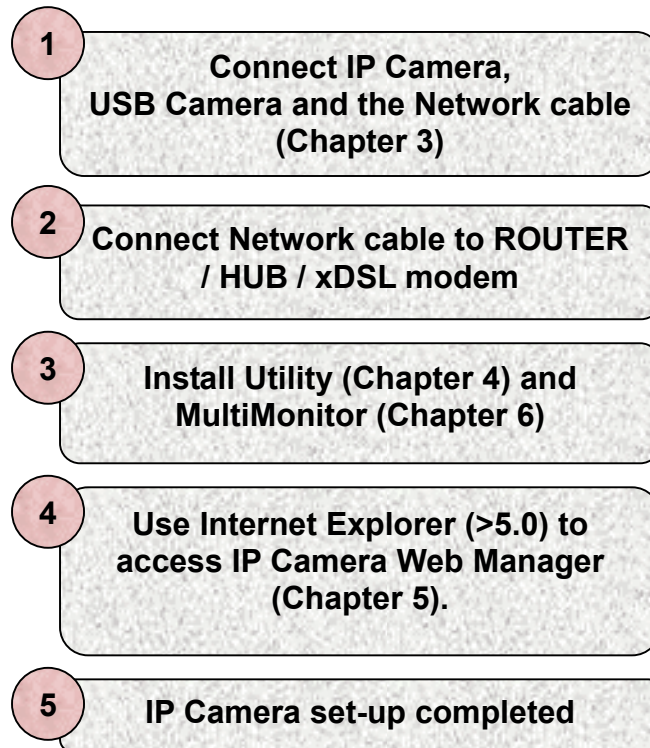 1
Connect IP Camera,
USB Camera and the Network cable
(Chapter 3)
2
Connect Network cable to ROUTER
/ HUB / xDSL modem
3
Install Utility (Chapter 4) and
MultiMonitor (Chapter 6)
4
Use Internet Explorer (>5.0) to
access IP Camera Web Manager
(Chapter 5).
5
IP Camera set-up completed